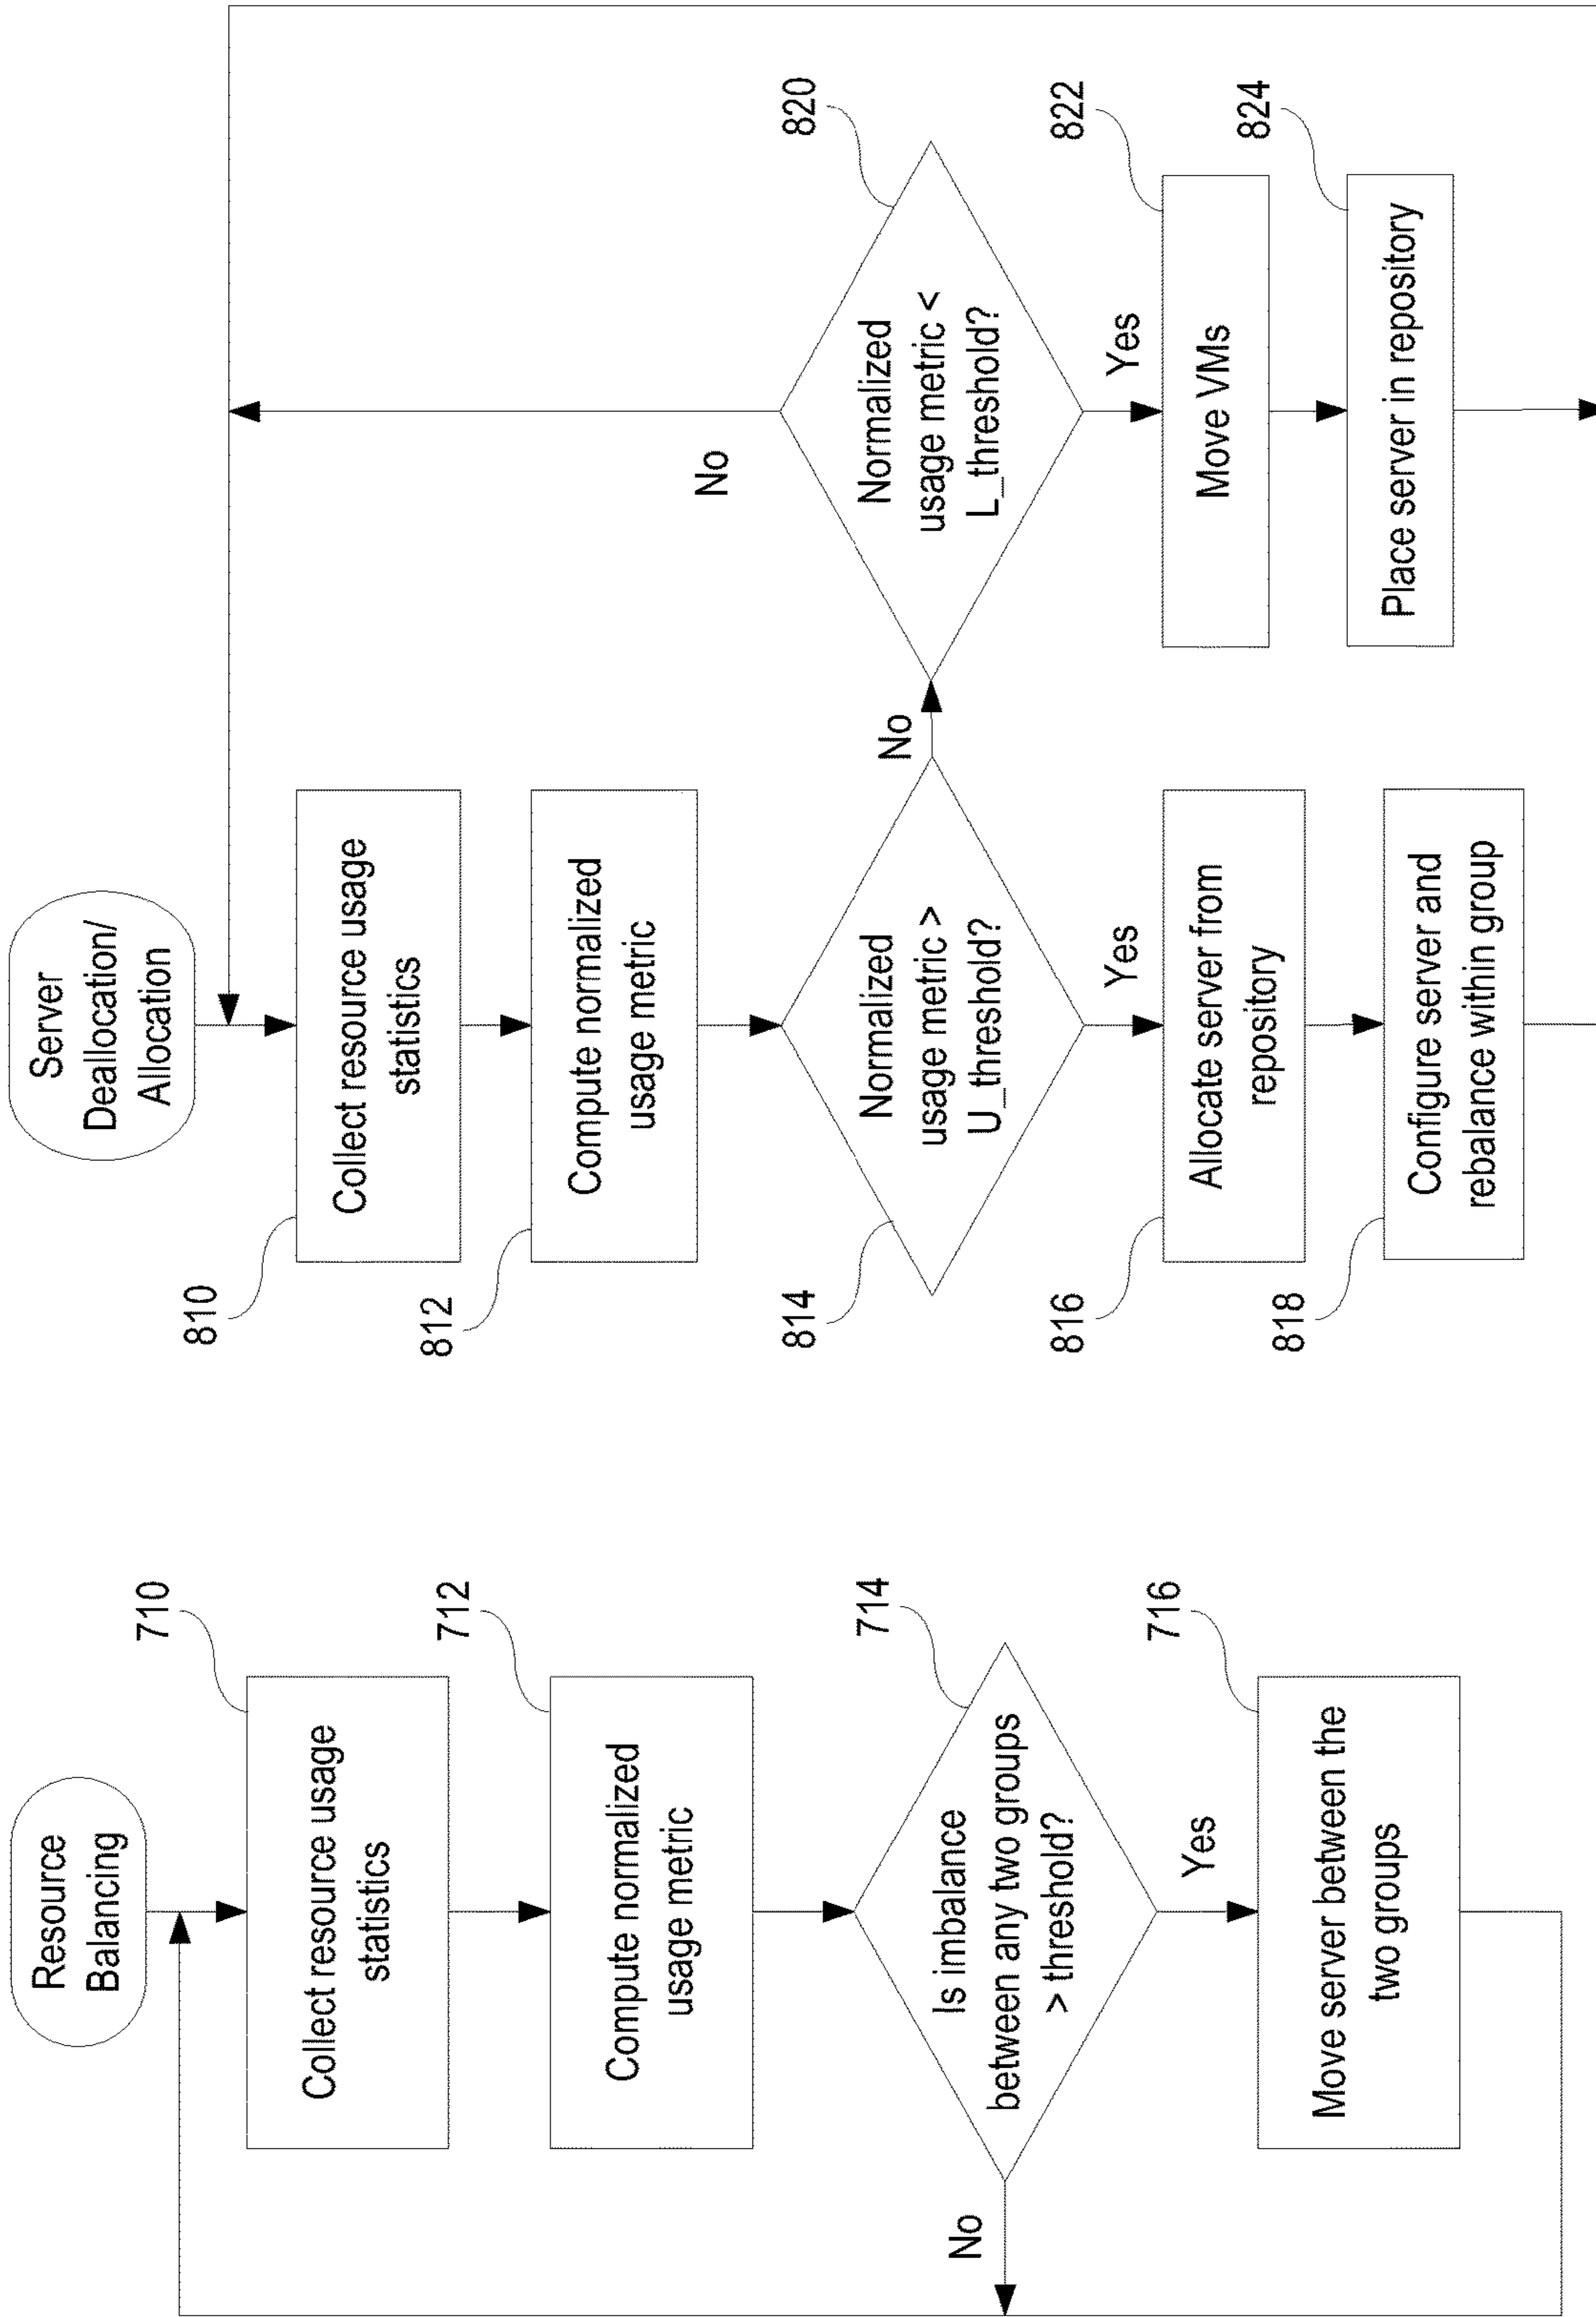 Resource
Balancing
710
Collect resource usage
statistics
712
Compute normalized
usage metric
714
Is imbalance
between any two groups
> threshold?
No
Yes
716
Move server between the
two groups
Server
Deallocation/
Allocation
810
Collect resource usage
statistics
812
Compute normalized
usage metric
814
Normalized
usage metric >
U_threshold?
No
Yes
816
Allocate server from
repository
818
Configure server and
rebalance within group
820
Normalized
usage metric <
L_threshold?
No
Yes
822
Move VMs
824
Place server in repository